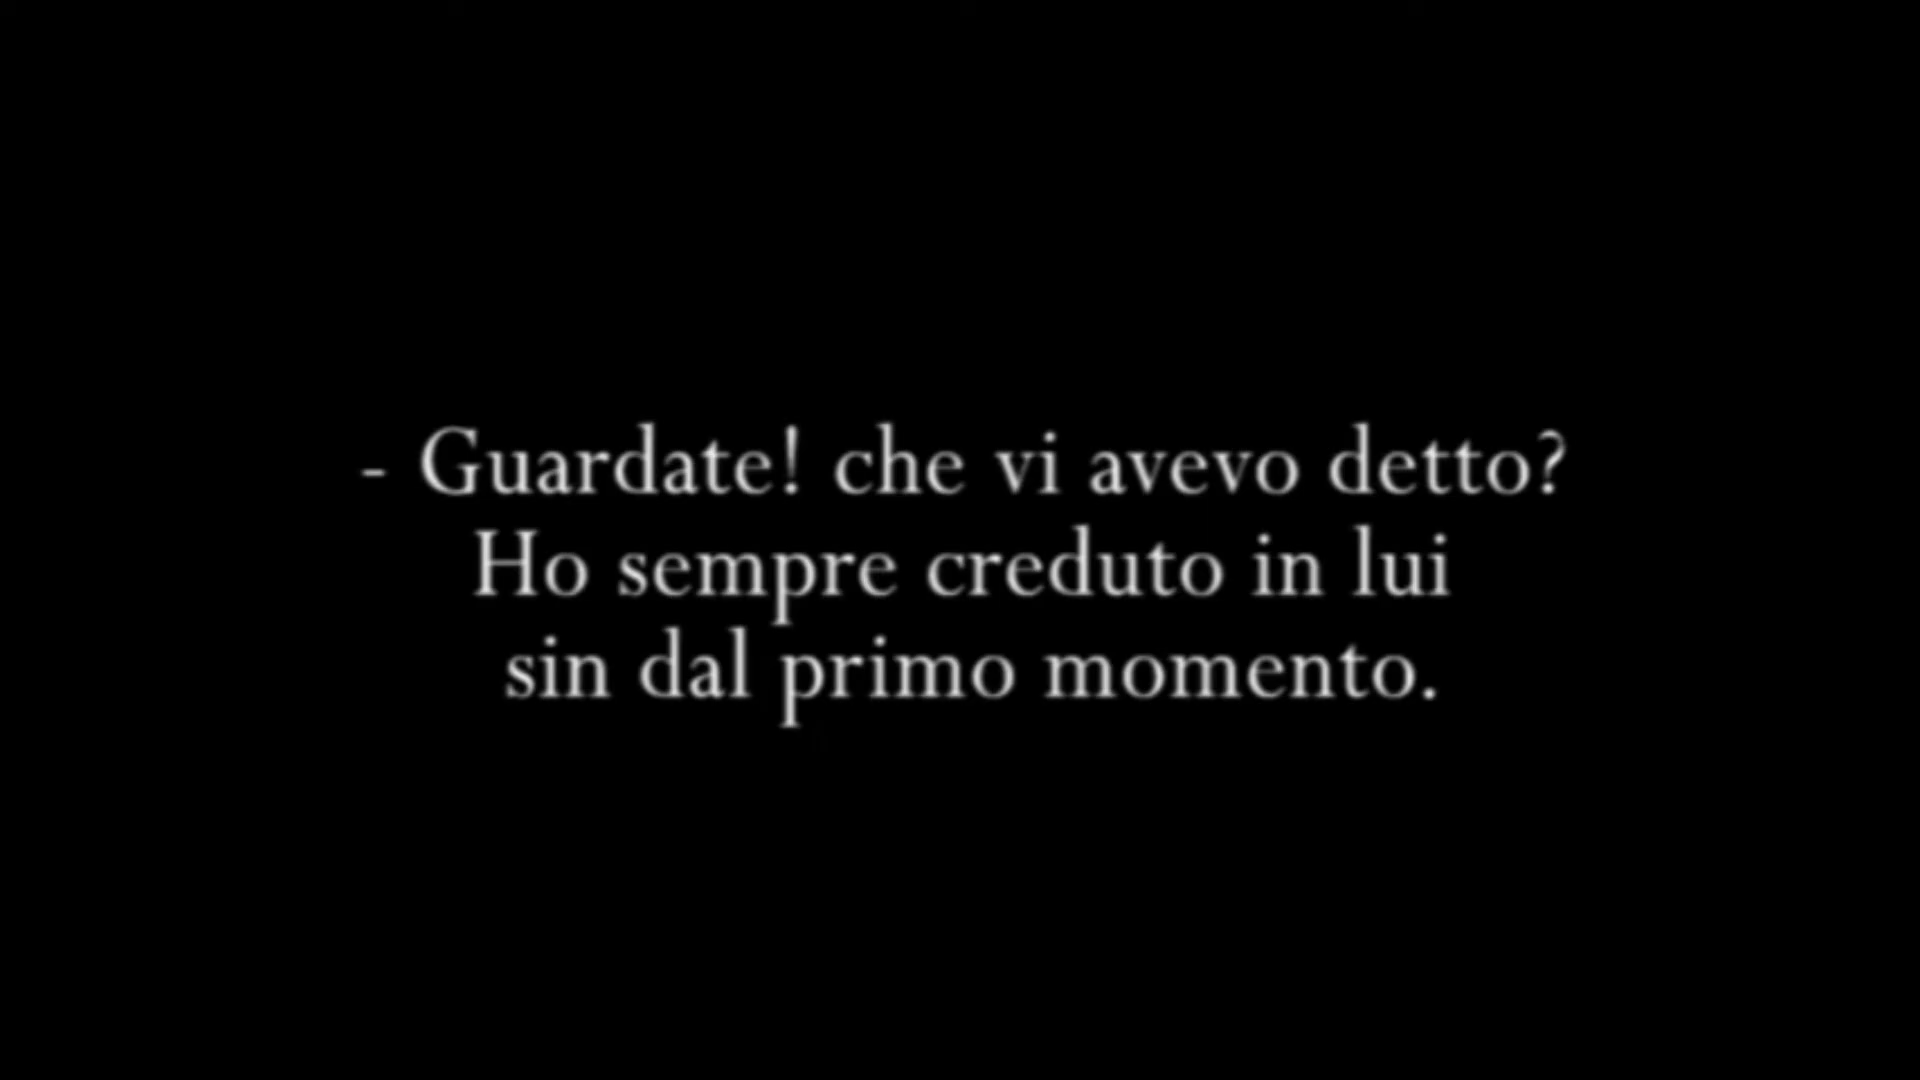 - Guardate! che vi avevo detto?
Ho sempre creduto in lui
sin dal primo momento.